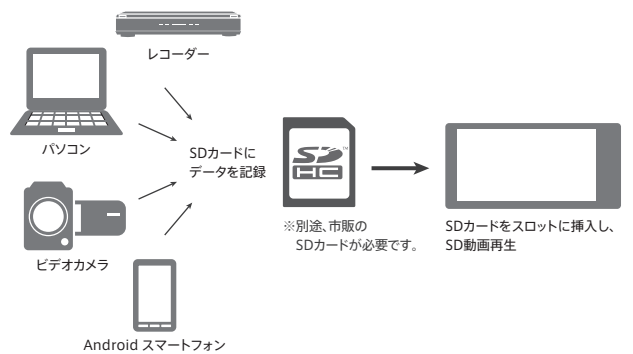 レコーダー
パソコン
SDカードに
データを記録
SD™
HC
※別途、市販の
SDカードが必要です。
SDカードをスロットに挿入し、
SD動画再生
ビデオカメラ
Android スマートフォン